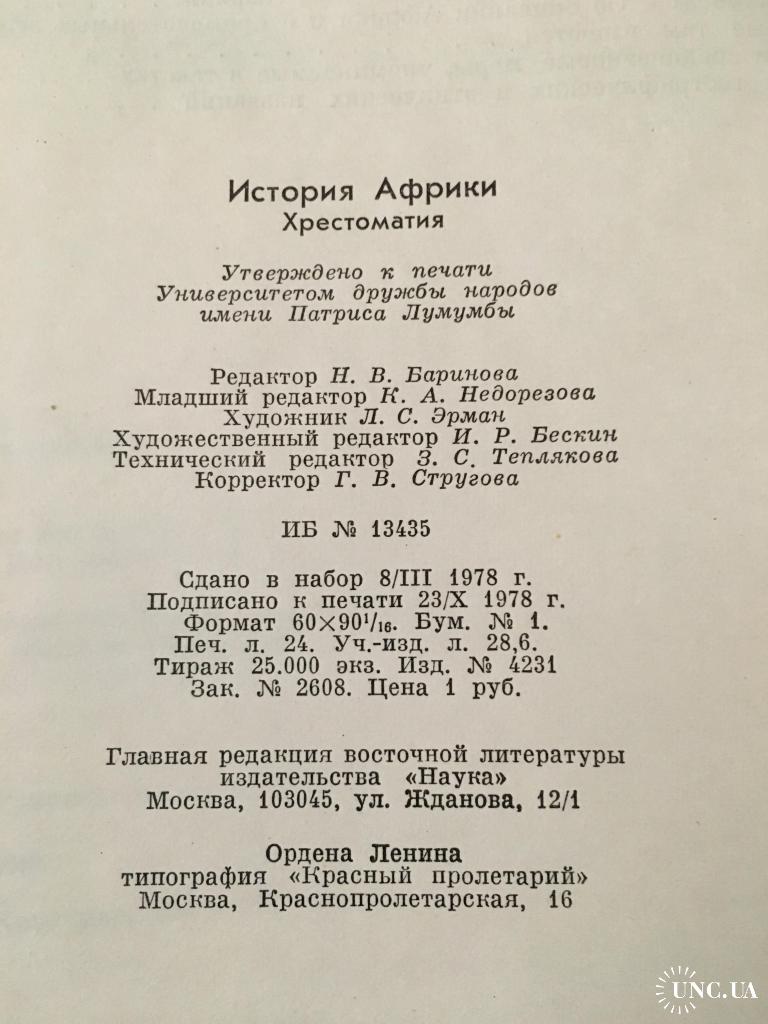 История Африки
Хрестоматия
Утверждено к печати
Университетом дружбы народов
имени Патриса Лумумбы
Редактор Н. В. Баринова
Младший редактор К. А. Недорезова
Художник Л. С. Эрман
Художественный редактор И. Р. Бескин
Технический редактор З. С. Теплякова
Корректор Г. В. Стругова
ИБ № 13435
Сдано в набор 8/III 1978 г.
Подписано к печати 23/X 1978 г.
Формат 60×90¹/₁₆. Бум. № 1.
Печ. л. 24. Уч.-изд. л. 28,6.
Тираж 25.000 экз. Изд. № 4231
Зак. № 2608. Цена 1 руб.
Главная редакция восточной литературы
издательства «Наука»
Москва, 103045, ул. Жданова, 12/1
Ордена Ленина
типография «Красный пролетарий»
Москва, Краснопролетарская, 16
UNC.UA